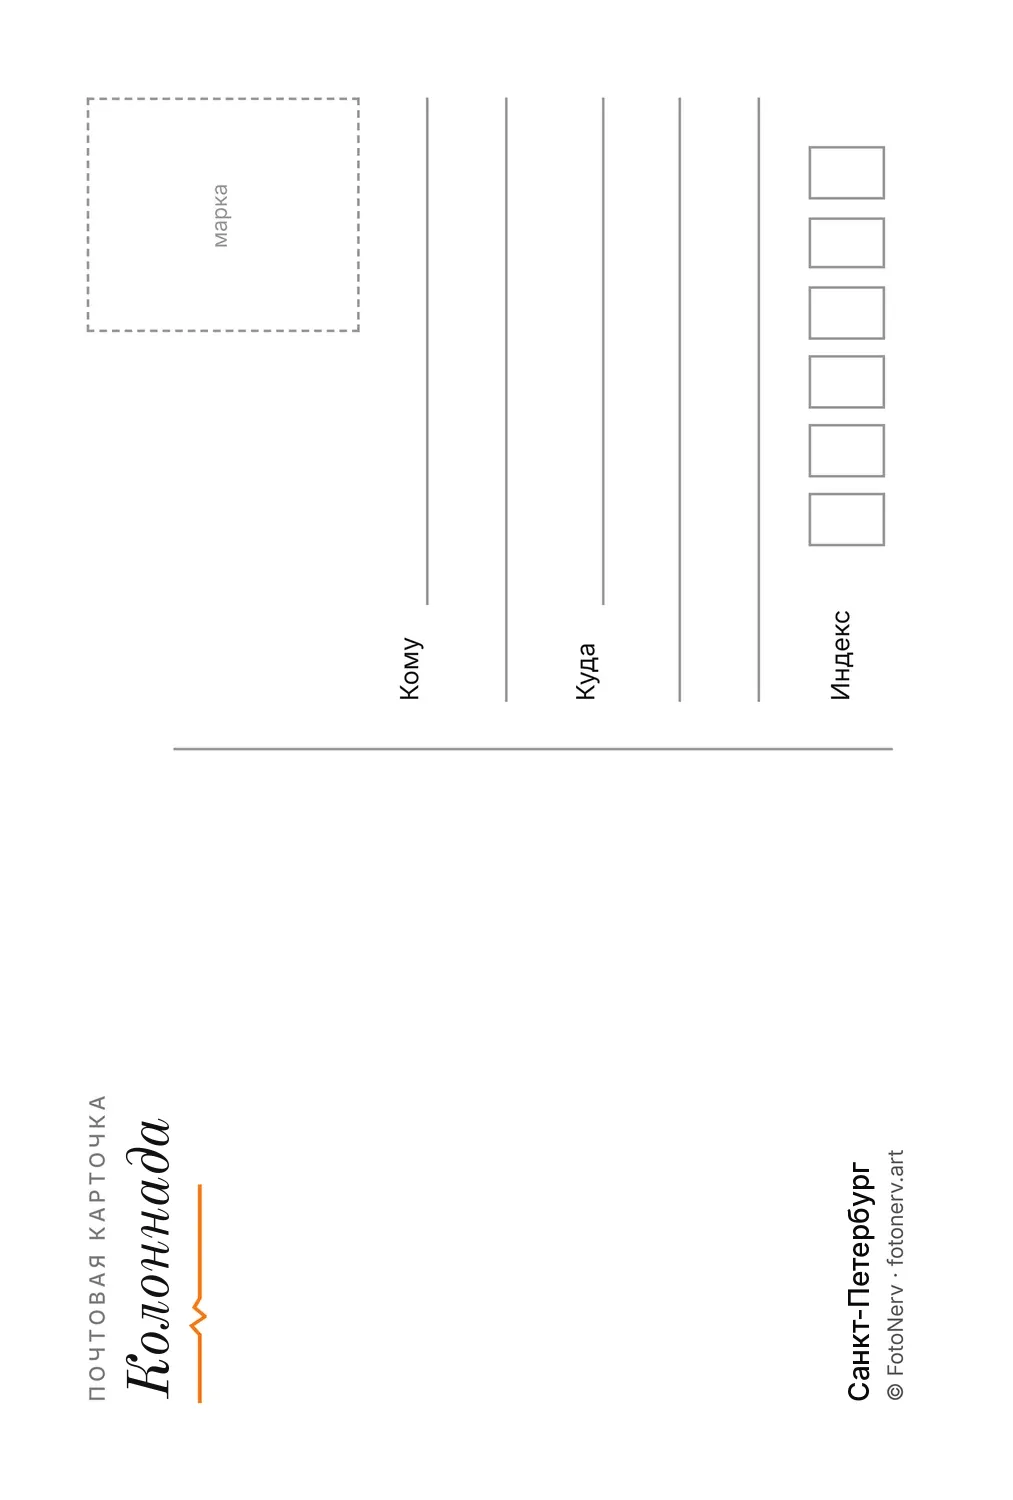 ПОЧТОВАЯ КАРТОЧКА
Колоннада
Санкт-Петербург
© FotoNerv · fotonerv.art
марка
Кому
Куда
Индекс